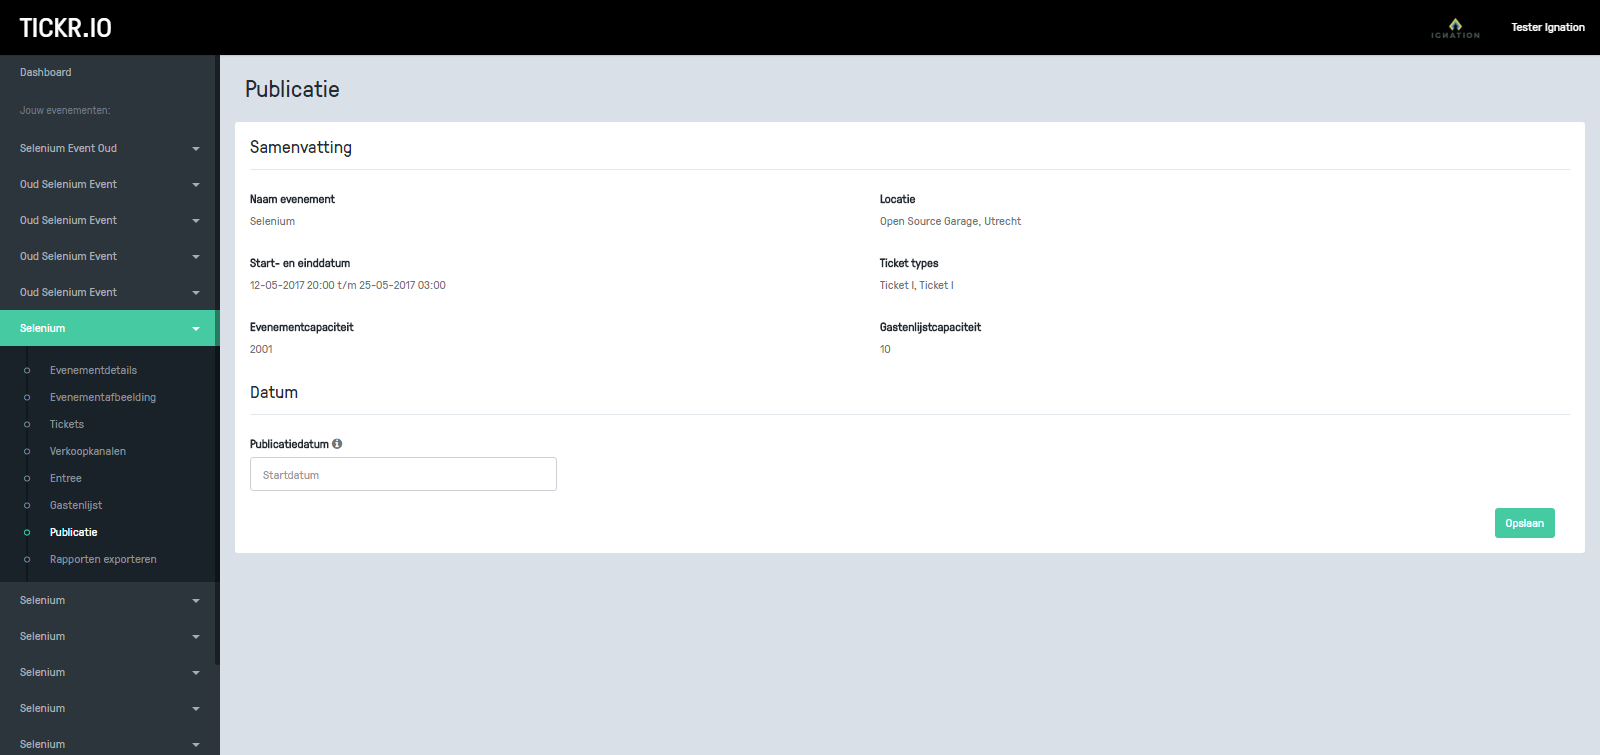 TICKR.IO
IGNATION
Tester Ignation
Dashboard
Jouw evenementen:
Selenium Event Oud
Oud Selenium Event
Oud Selenium Event
Oud Selenium Event
Oud Selenium Event
Selenium
Evenementdetails
Evenementafbeelding
Tickets
Verkoopkanalen
Entree
Gastenlijst
Publicatie
Rapporten exporteren
Selenium
Selenium
Selenium
Selenium
Selenium
Publicatie
Samenvatting
Naam evenement
Selenium
Locatie
Open Source Garage, Utrecht
Start- en einddatum
12-05-2017 20:00 t/m 25-05-2017 03:00
Ticket types
Ticket I, Ticket I
Evenementcapaciteit
2001
Gastenlijstcapaciteit
10
Datum
Publicatiedatum
Startdatum
Opslaan